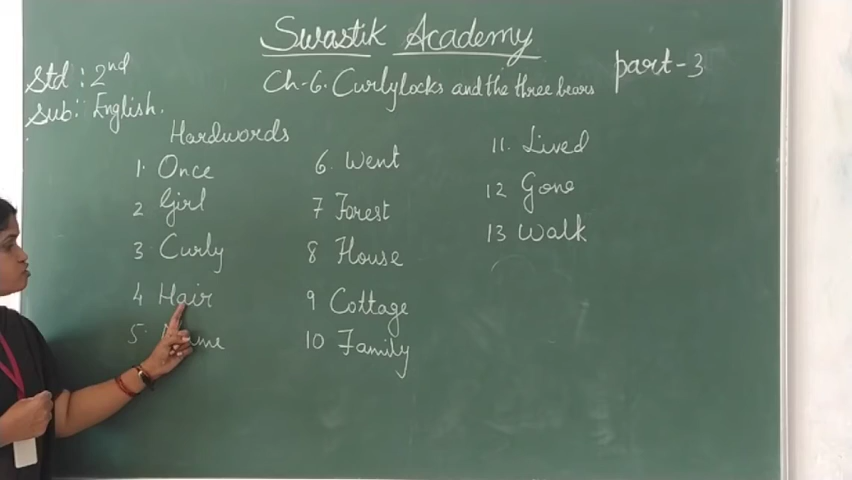 Swastik Academy
Std : 2nd
Sub: English.
Ch-6. Curlylocks and the three bears
part-3
Hardwords
1. Once
2 Girl
3 Curly
4 Hair
5. Name
6. Went
7 Forest
8 House
9 Cottage
10 Family
11. Lived
12 Gone
13 Walk